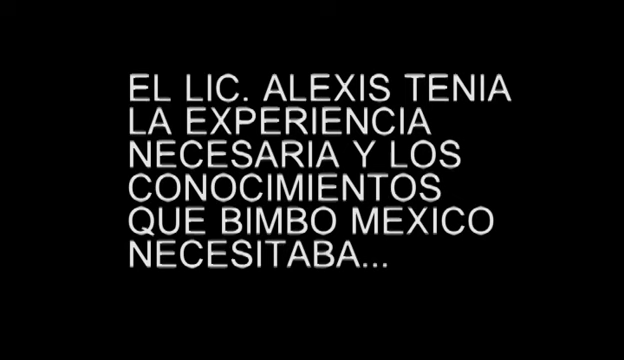 EL LIC. ALEXIS TENIA
LA EXPERIENCIA
NECESARIA Y LOS
CONOCIMIENTOS
QUE BIMBO MEXICO
NECESITABA...